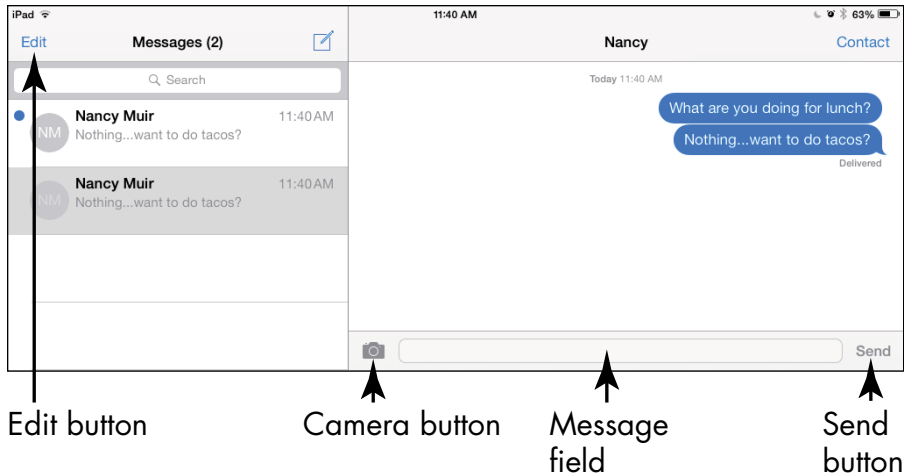 iPad 11:40 AM 63%
Edit Messages (2) Nancy Contact
Search
Today 11:40 AM
Nancy Muir 11:40 AM
NM Nothing...want to do tacos?
What are you doing for lunch?
Nothing...want to do tacos?
Delivered
Nancy Muir 11:40 AM
NM Nothing...want to do tacos?
Send
Edit button
Camera button
Message
field
Send
button